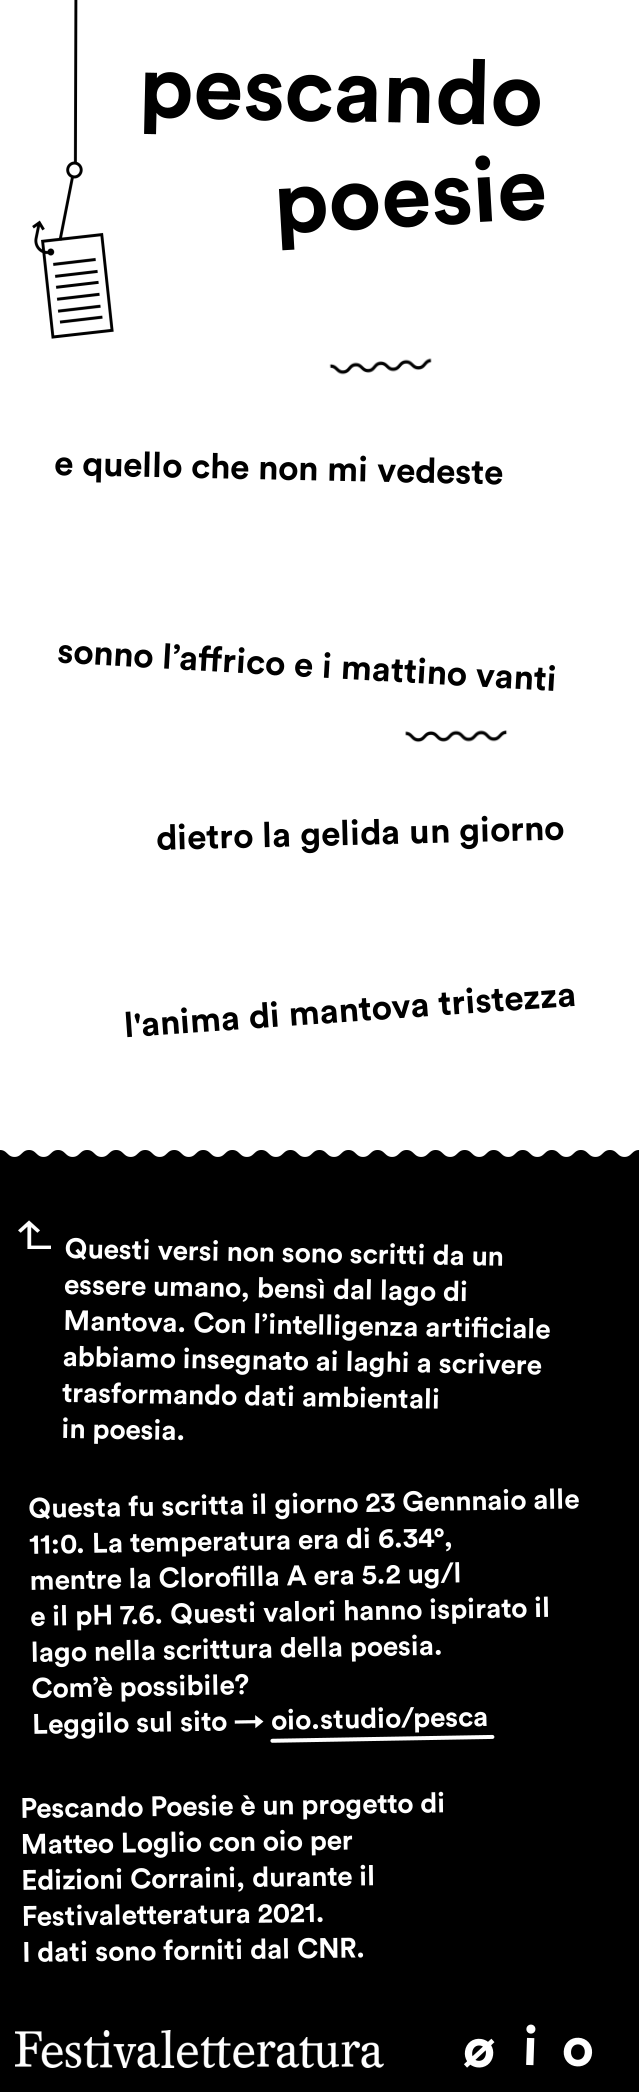 pescando
poesie
e quello che non mi vedeste
sonno l’affrico e i mattino vanti
dietro la gelida un giorno
l'anima di mantova tristezza
Questi versi non sono scritti da un
essere umano, bensì dal lago di
Mantova. Con l’intelligenza artificiale
abbiamo insegnato ai laghi a scrivere
trasformando dati ambientali
in poesia.
Questa fu scritta il giorno 23 Gennnaio alle
11:0. La temperatura era di 6.34°,
mentre la Clorofilla A era 5.2 ug/l
e il pH 7.6. Questi valori hanno ispirato il
lago nella scrittura della poesia.
Com’è possibile?
Leggilo sul sito → oio.studio/pesca
Pescando Poesie è un progetto di
Matteo Loglio con oio per
Edizioni Corraini, durante il
Festivaletteratura 2021.
I dati sono forniti dal CNR.
Festivaletteratura ø i o